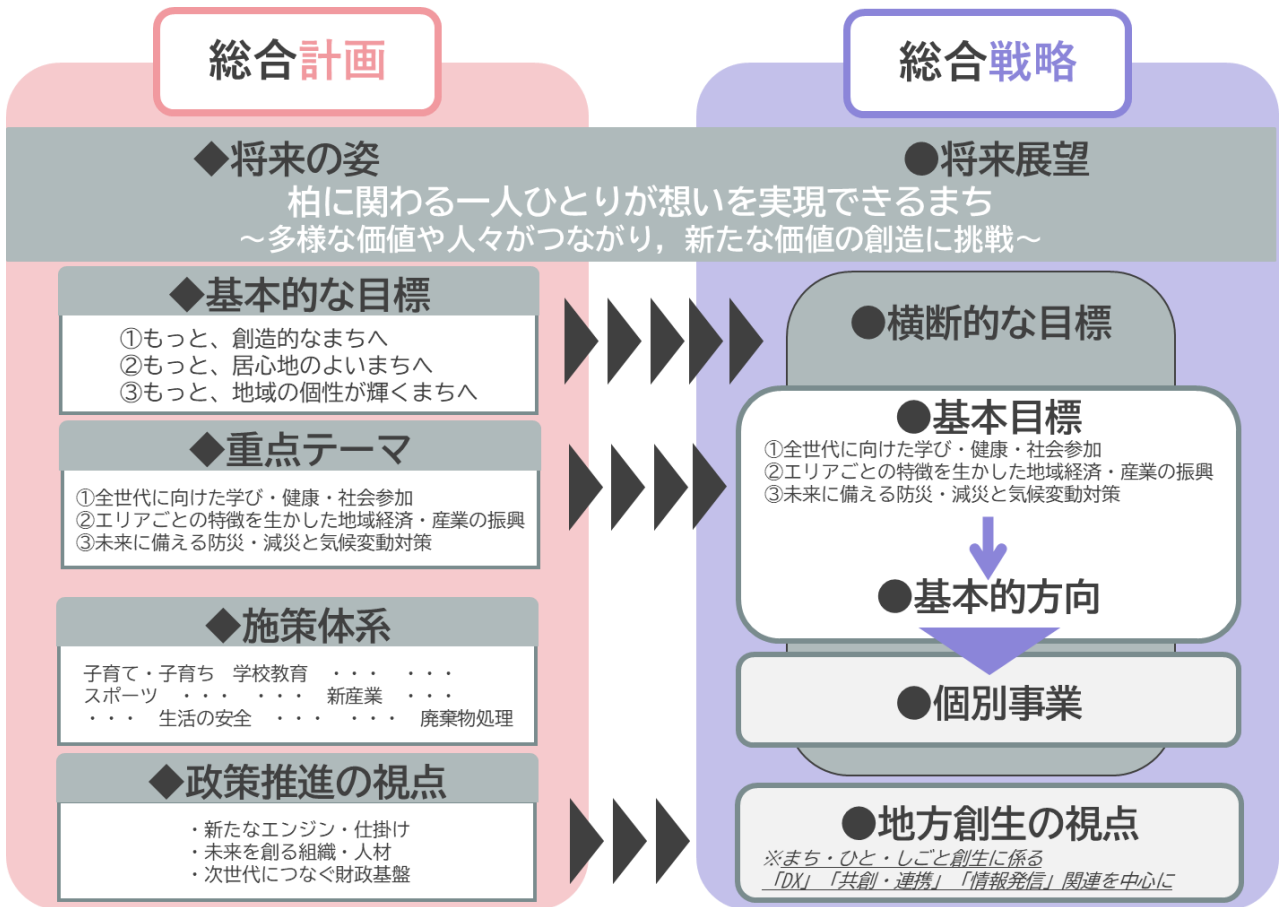 総合計画
総合戦略
◆将来の姿
●将来展望
柏に関わる一人ひとりが想いを実現できるまち
～多様な価値や人々がつながり，新たな価値の創造に挑戦～
◆基本的な目標
①もっと、創造的なまちへ
②もっと、居心地のよいまちへ
③もっと、地域の個性が輝くまちへ
◆重点テーマ
①全世代に向けた学び・健康・社会参加
②エリアごとの特徴を生かした地域経済・産業の振興
③未来に備える防災・減災と気候変動対策
◆施策体系
子育て・子育ち　学校教育　・・・　・・・
スポーツ　・・・　・・・　新産業　・・・
・・・　生活の安全　・・・　・・・　廃棄物処理
◆政策推進の視点
・新たなエンジン・仕掛け
・未来を創る組織・人材
・次世代につなぐ財政基盤
●横断的な目標
●基本目標
①全世代に向けた学び・健康・社会参加
②エリアごとの特徴を生かした地域経済・産業の振興
③未来に備える防災・減災と気候変動対策
●基本的方向
●個別事業
●地方創生の視点
※まち・ひと・しごと創生に係る
「DX」「共創・連携」「情報発信」関連を中心に